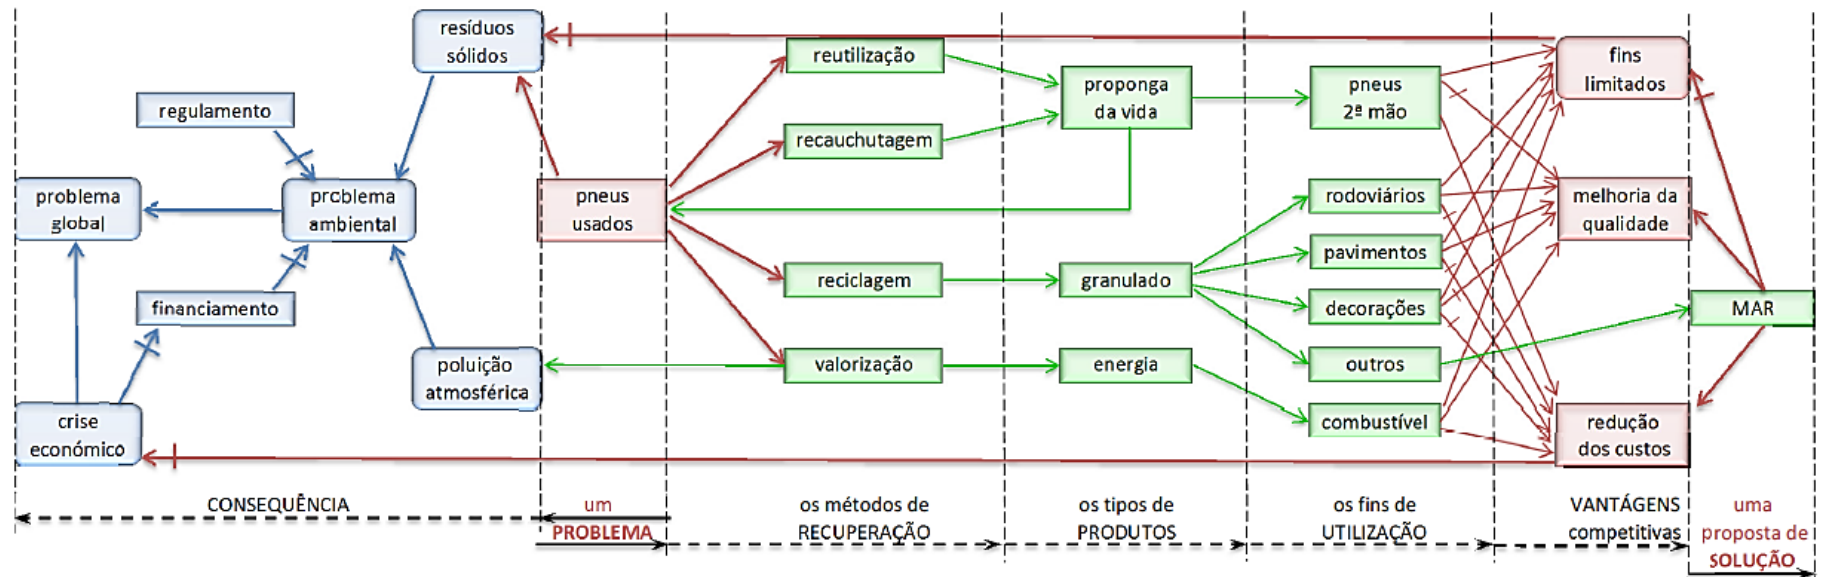 resíduos
sólidos
regulamento
problema
global
problema
ambiental
financiamento
poluição
atmosférica
crise
económico
pneus
usados
reutilização
recauchutagem
reciclagem
valorização
proponga
da vida
granulado
energia
pneus
2ª mão
rodoviários
pavimentos
decorações
outros
combustível
fins
limitados
melhoria da
qualidade
redução
dos custos
MAR
CONSEQUÊNCIA
um
PROBLEMA
os métodos de
RECUPERAÇÃO
os tipos de
PRODUTOS
os fins de
UTILIZAÇÃO
VANTÁGENS
competitivas
uma
proposta de
SOLUÇÃO